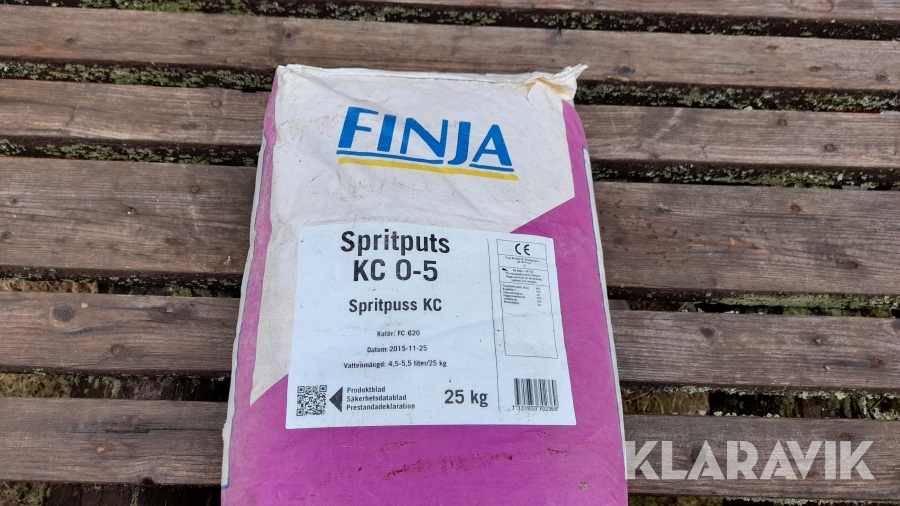 FINJA
Spritputs
KC 0-5
Spritpuss KC
Kulör: FC 620
Datum: 2015-11-25
Vattenmängd: 4,5-5,5 liter/25 kg
Produktblad
Säkerhetsdatablad
Prestandadeklaration
25 kg
CE
KLARAVIK